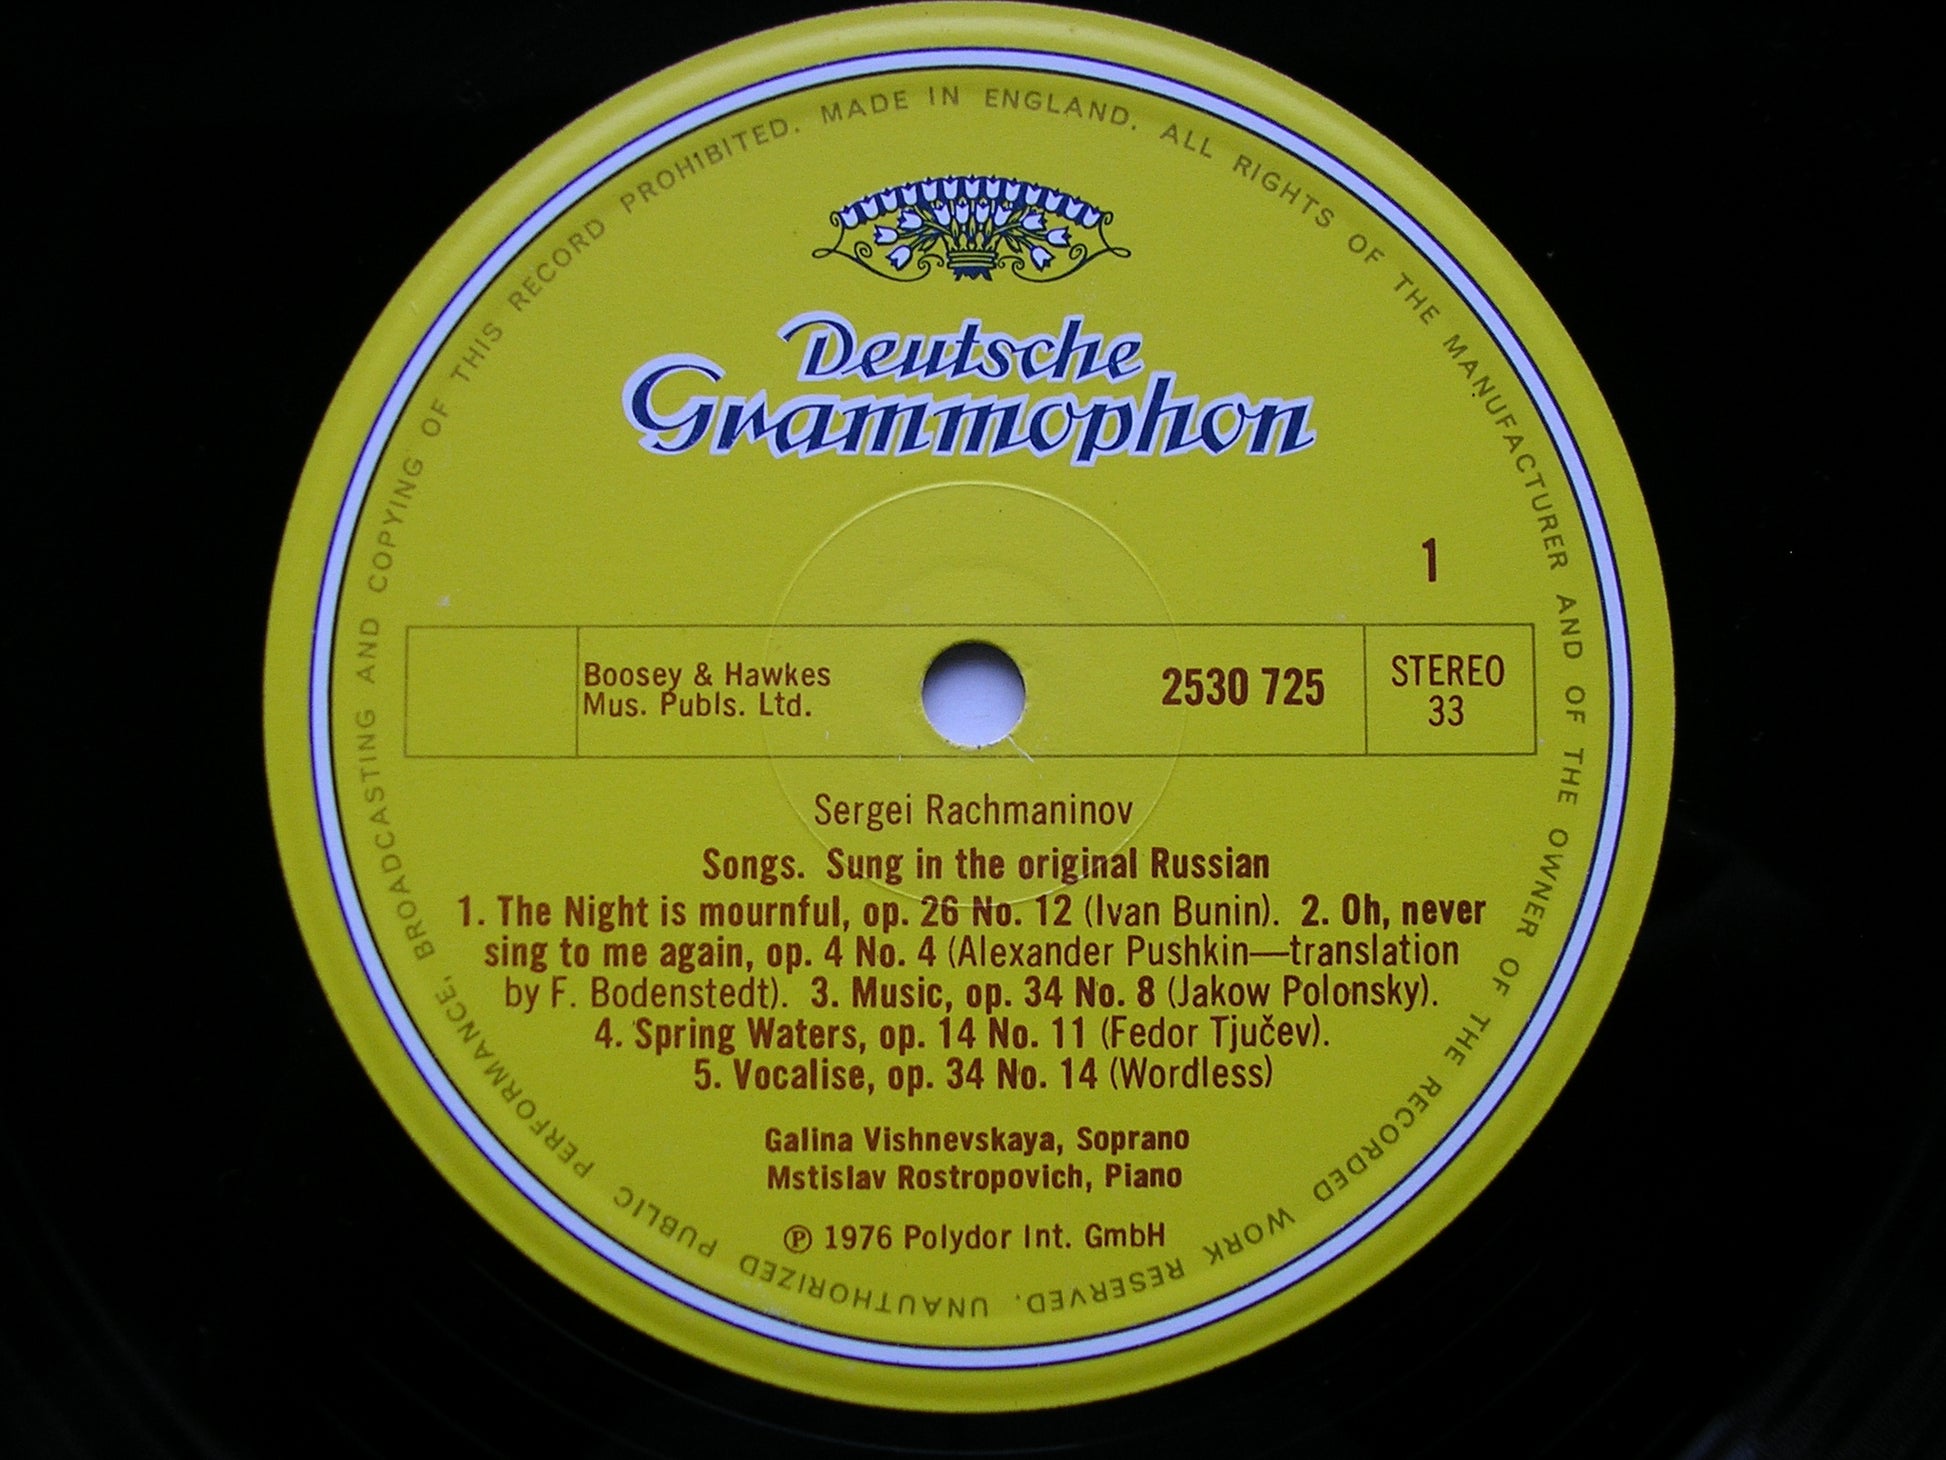 MADE IN ENGLAND. ALL RIGHTS OF THE MANUFACTURER AND OF THE OWNER OF THE RECORDED WORK RESERVED. UNAUTHORIZED PUBLIC PERFORMANCE, BROADCASTING AND COPYING OF THIS RECORD PROHIBITED.
Deutsche
Grammophon
1
Boosey & Hawkes
Mus. Publs. Ltd.
2530 725
STEREO
33
Sergei Rachmaninov
Songs. Sung in the original Russian
1. The Night is mournful, op. 26 No. 12 (Ivan Bunin). 2. Oh, never
sing to me again, op. 4 No. 4 (Alexander Pushkin—translation
by F. Bodenstedt). 3. Music, op. 34 No. 8 (Jakow Polonsky).
4. Spring Waters, op. 14 No. 11 (Fedor Tjučev).
5. Vocalise, op. 34 No. 14 (Wordless)
Galina Vishnevskaya, Soprano
Mstislav Rostropovich, Piano
℗ 1976 Polydor Int. GmbH